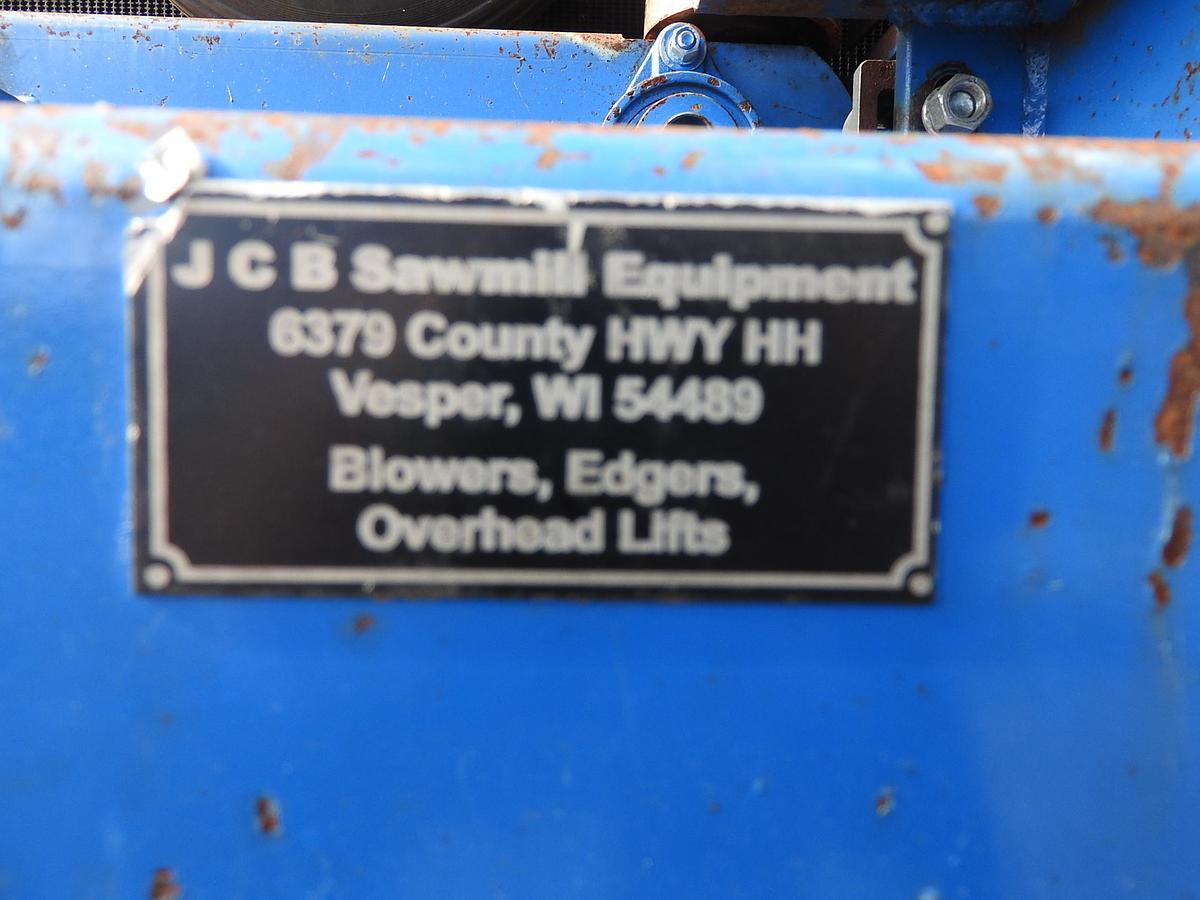 J C B Sawmill Equipment
6379 County HWY HH
Vesper, WI 54489
Blowers, Edgers,
Overhead Lifts